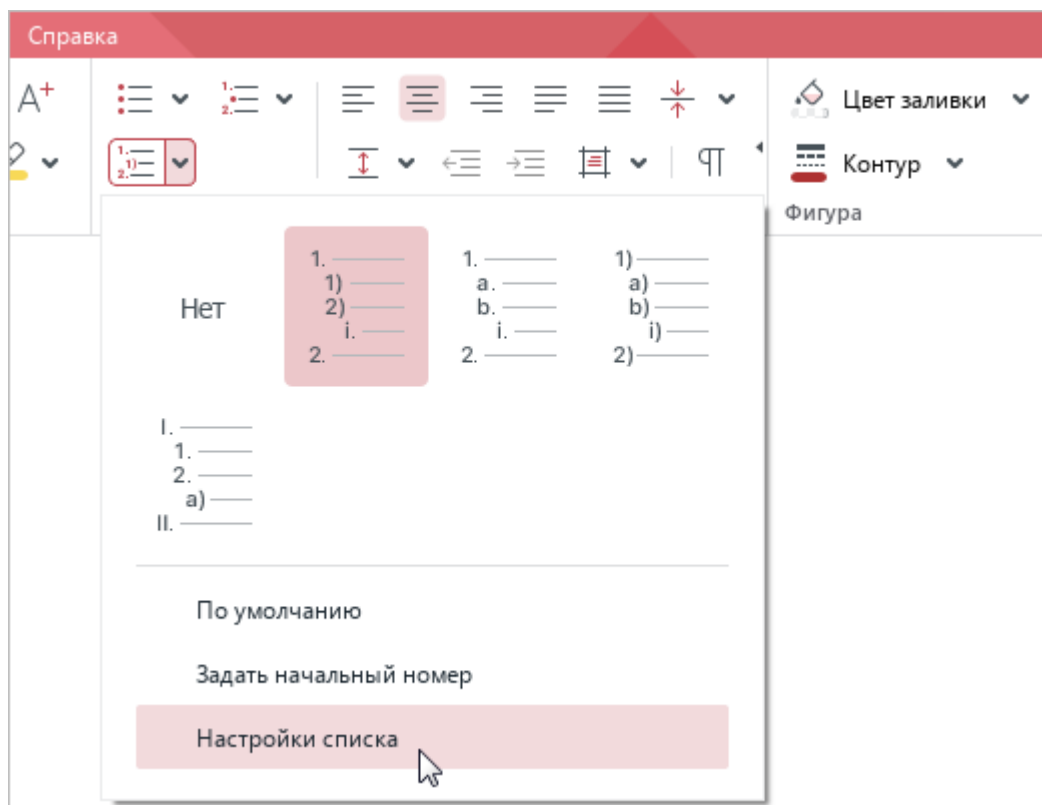 Справка
A+
Цвет заливки
Контур
Фигура
Нет
1.
1)
2)
i.
2.
1.
a.
b.
i.
2.
1)
a)
b)
i)
2)
I.
1.
2.
a)
II.
По умолчанию
Задать начальный номер
Настройки списка